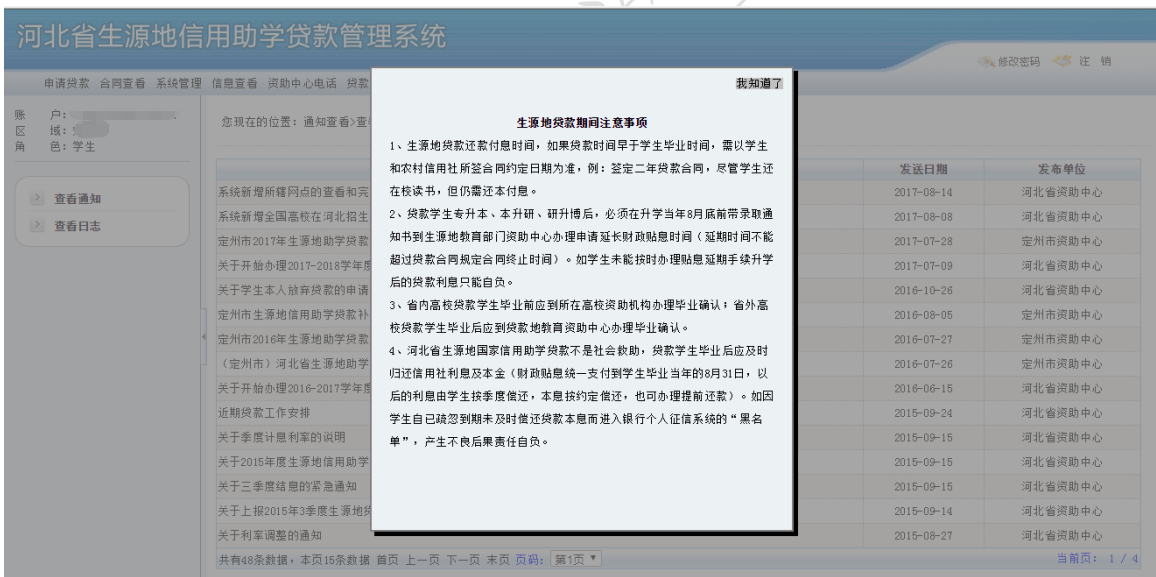 河北省生源地信用助学贷款管理系统
修改密码 注 销
申请贷款 合同查看 系统管理 信息查看 资助中心电话 贷款
我知道了
账 户:
区 域:
角 色:学生
您现在的位置:通知查看>查
查看通知
查看日志
生源地贷款期间注意事项
1、生源地贷款还款付息时间,如果贷款时间早于学生毕业时间,需以学生
和农村信用社所签合同约定日期为准,例:签定二年贷款合同,尽管学生还
在校读书,但仍需还本付息。
2、贷款学生专升本、本升研、研升博后,必须在升学当年8月底前带录取通
知书到生源地教育部门资助中心办理申请延长财政贴息时间(延期时间不能
超过贷款合同规定合同终止时间)。如学生未能按时办理贴息延期手续升学
后的贷款利息只能自负。
3、省内高校贷款学生毕业前应到所在高校资助机构办理毕业确认;省外高
校贷款学生毕业后应到贷款地教育资助中心办理毕业确认。
4、河北省生源地国家信用助学贷款不是社会救助,贷款学生毕业后应及时
归还信用社利息及本金(财政贴息统一支付到学生毕业当年的8月31日,以
后的利息由学生按季度偿还,本息按约定偿还,也可办理提前还款)。如因
学生自己疏忽到期未及时偿还贷款本息而进入银行个人征信系统的“黑名
单”,产生不良后果责任自负。
发送日期 发布单位
系统新增所辖网点的查看和完 2017-08-14 河北省资助中心
系统新增全国高校在河北招生 2017-08-08 河北省资助中心
定州市2017年生源地助学贷款 2017-07-28 定州市资助中心
关于开始办理2017-2018学年度 2017-07-09 河北省资助中心
关于学生本人放弃贷款的申请 2016-10-26 河北省资助中心
定州市生源地信用助学贷款补 2016-08-05 定州市资助中心
定州市2016年生源地助学贷款 2016-07-27 定州市资助中心
(定州市)河北省生源地助学 2016-07-26 定州市资助中心
关于开始办理2016-2017学年度 2016-06-15 河北省资助中心
近期贷款工作安排 2015-09-24 河北省资助中心
关于季度计息利率的说明 2015-09-15 河北省资助中心
关于2015年度生源地信用助学 2015-09-15 河北省资助中心
关于三季度结息的紧急通知 2015-09-15 河北省资助中心
关于上报2015年3季度生源地贷 2015-09-14 河北省资助中心
关于利率调整的通知 2015-08-27 河北省资助中心
共有48条数据,本页15条数据 首页 上一页 下一页 末页 页码: 第1页 当前页: 1 / 4